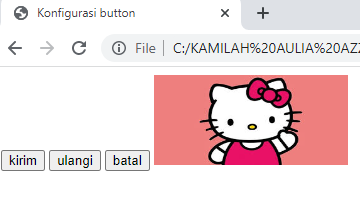 Konfigurasi button
File | C:/KAMILAH%20AULIA%20AZ
kirim ulangi batal